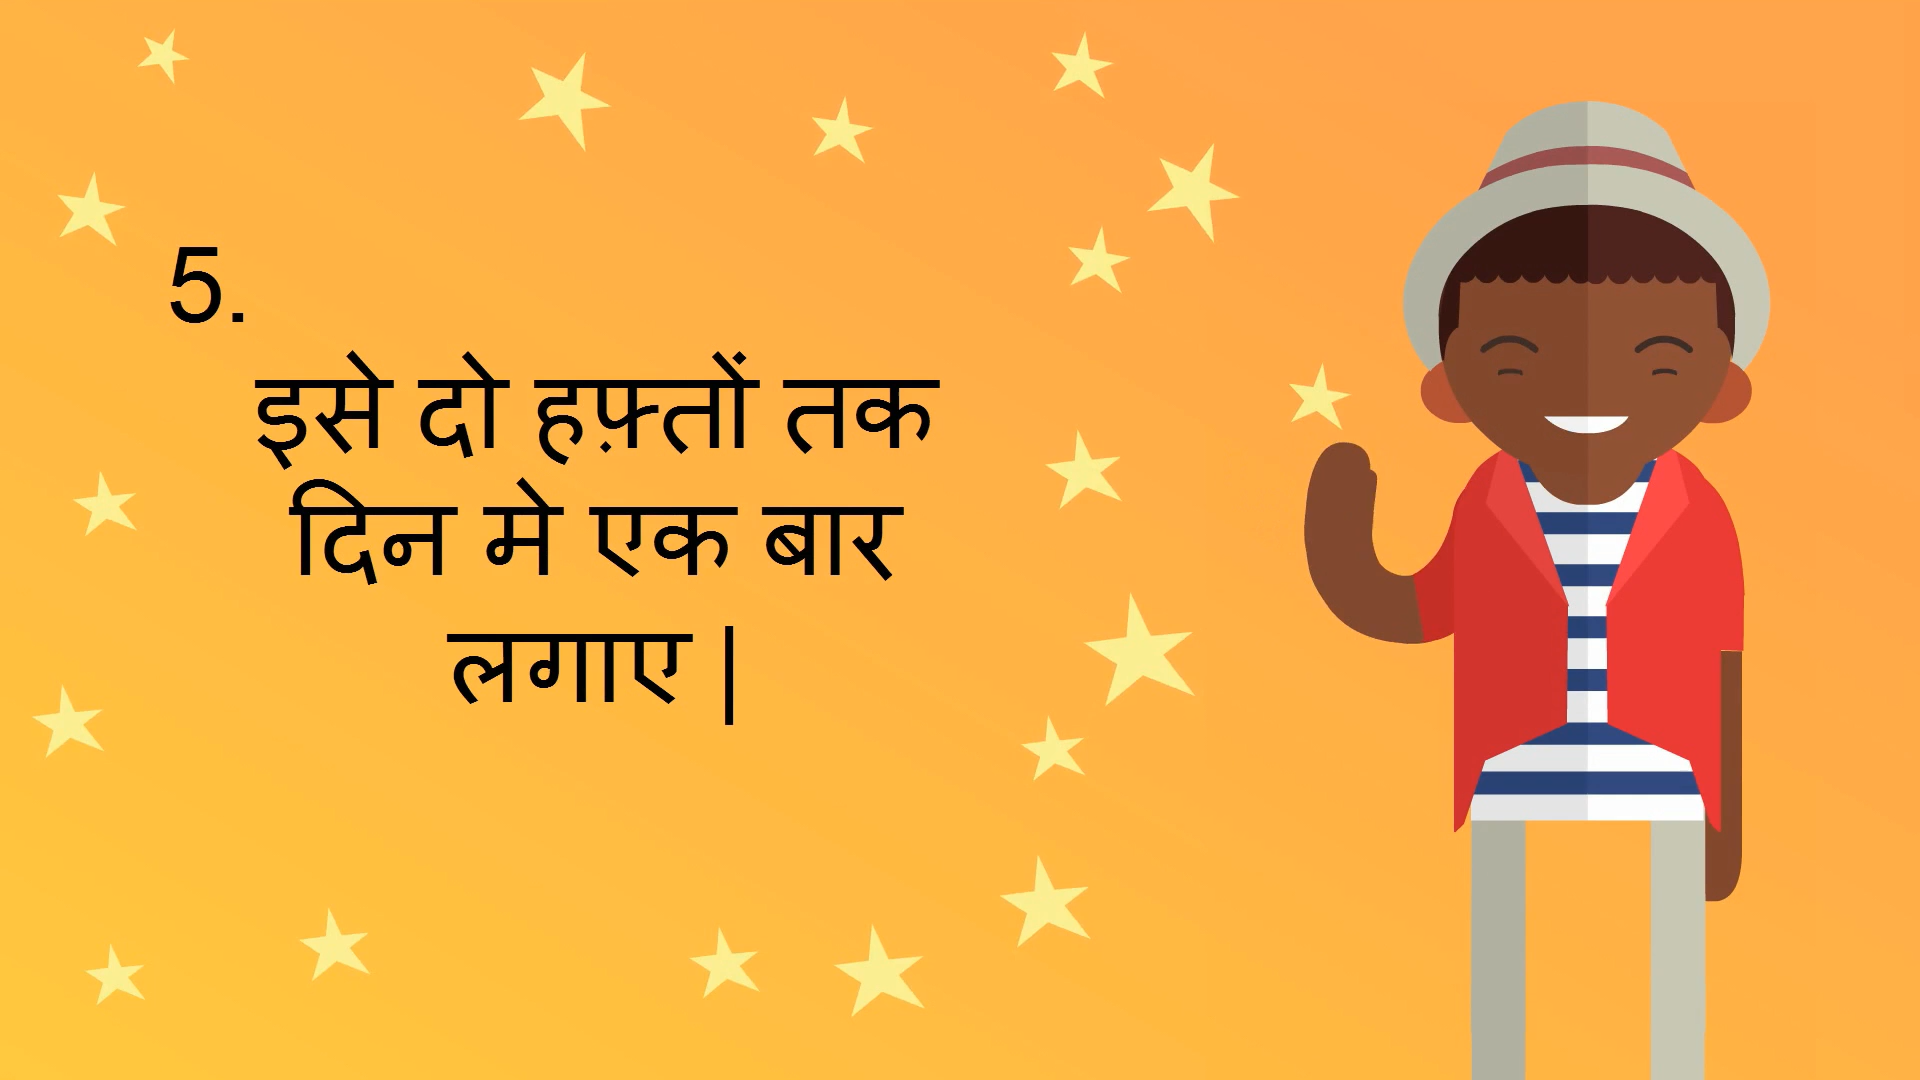 5.
इसे दो हफ़्तों तक
दिन मे एक बार
लगाए |